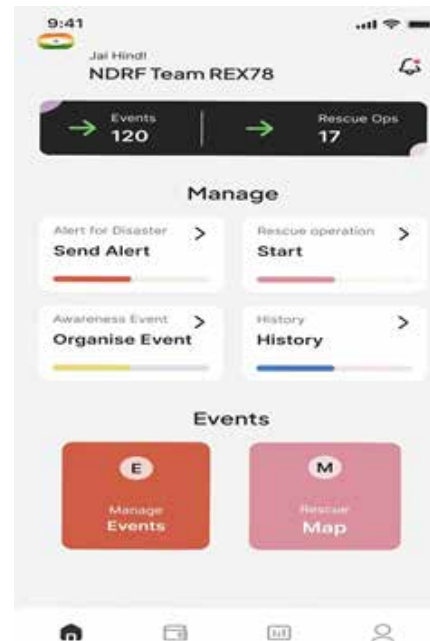 9:41
Jai Hind!
NDRF Team REX78
Events
120
Rescue Ops
17
Manage
Alert for Disaster
Send Alert
Rescue operation
Start
Awareness Event
Organise Event
History
History
Events
E
Manage
Events
M
Rescue
Map